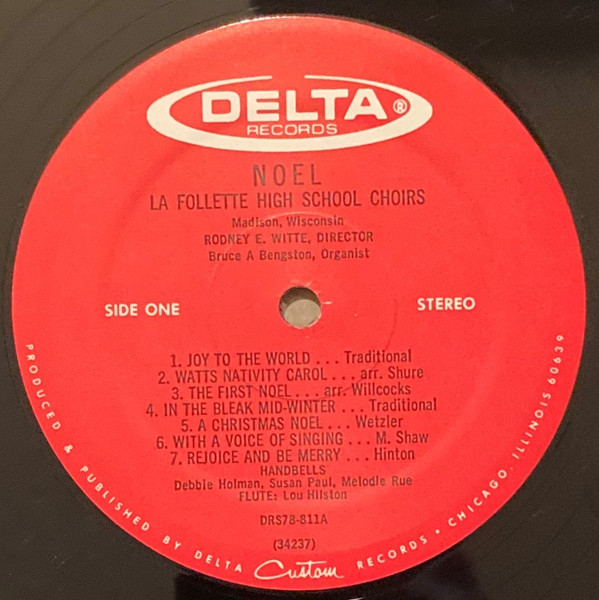 DELTA®
RECORDS
NOEL
LA FOLLETTE HIGH SCHOOL CHOIRS
Madison, Wisconsin
RODNEY E. WITTE, DIRECTOR
Bruce A Bengston, Organist
SIDE ONE
STEREO
1. JOY TO THE WORLD . . . Traditional
2. WATTS NATIVITY CAROL . . . arr. Shure
3. THE FIRST NOEL . . . arr. Willcocks
4. IN THE BLEAK MID-WINTER . . . Traditional
5. A CHRISTMAS NOEL . . . Wetzler
6. WITH A VOICE OF SINGING . . . M. Shaw
7. REJOICE AND BE MERRY . . . Hinton
HANDBELLS
Debbie Holman, Susan Paul, Melodie Rue
FLUTE: Lou Hilston
DRS78-811A
(34237)
PRODUCED & PUBLISHED BY DELTA Custom RECORDS • CHICAGO, ILLINOIS 60639